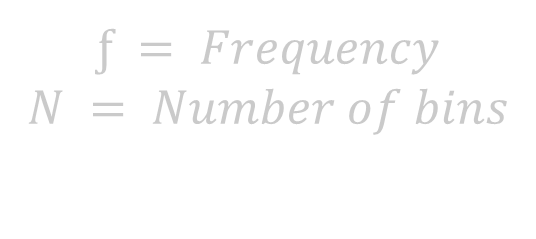 ƒ = Frequency
N = Number of bins